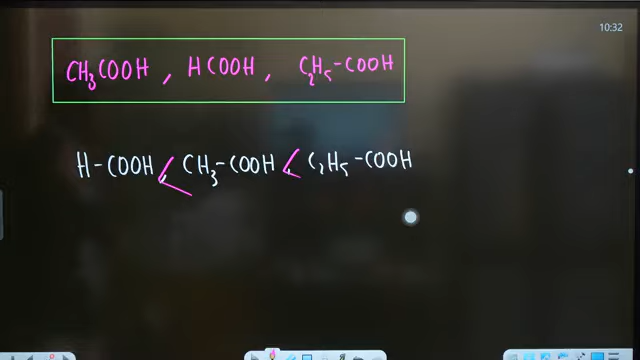 10:32
CH₃COOH, HCOOH, C₂H₅-COOH
H-COOH < CH₃-COOH < C₂H₅-COOH